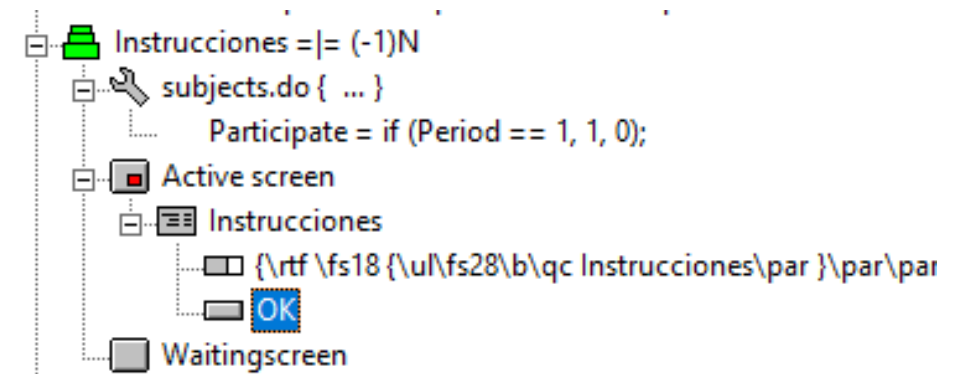 Instrucciones =|= (-1)N
subjects.do { ... }
Participate = if (Period == 1, 1, 0);
Active screen
Instrucciones
{\rtf \fs18 {\ul\fs28\b\qc Instrucciones\par }\par\par
OK
Waitingscreen